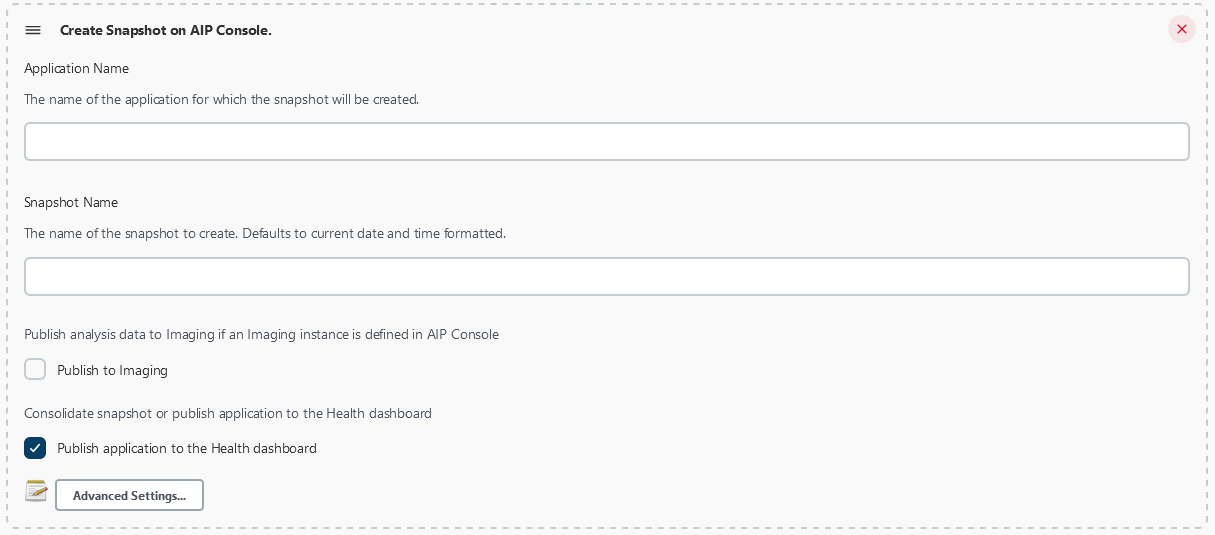 Create Snapshot on AIP Console.
Application Name
The name of the application for which the snapshot will be created.
Snapshot Name
The name of the snapshot to create. Defaults to current date and time formatted.
Publish analysis data to Imaging if an Imaging instance is defined in AIP Console
Publish to Imaging
Consolidate snapshot or publish application to the Health dashboard
Publish application to the Health dashboard
Advanced Settings...